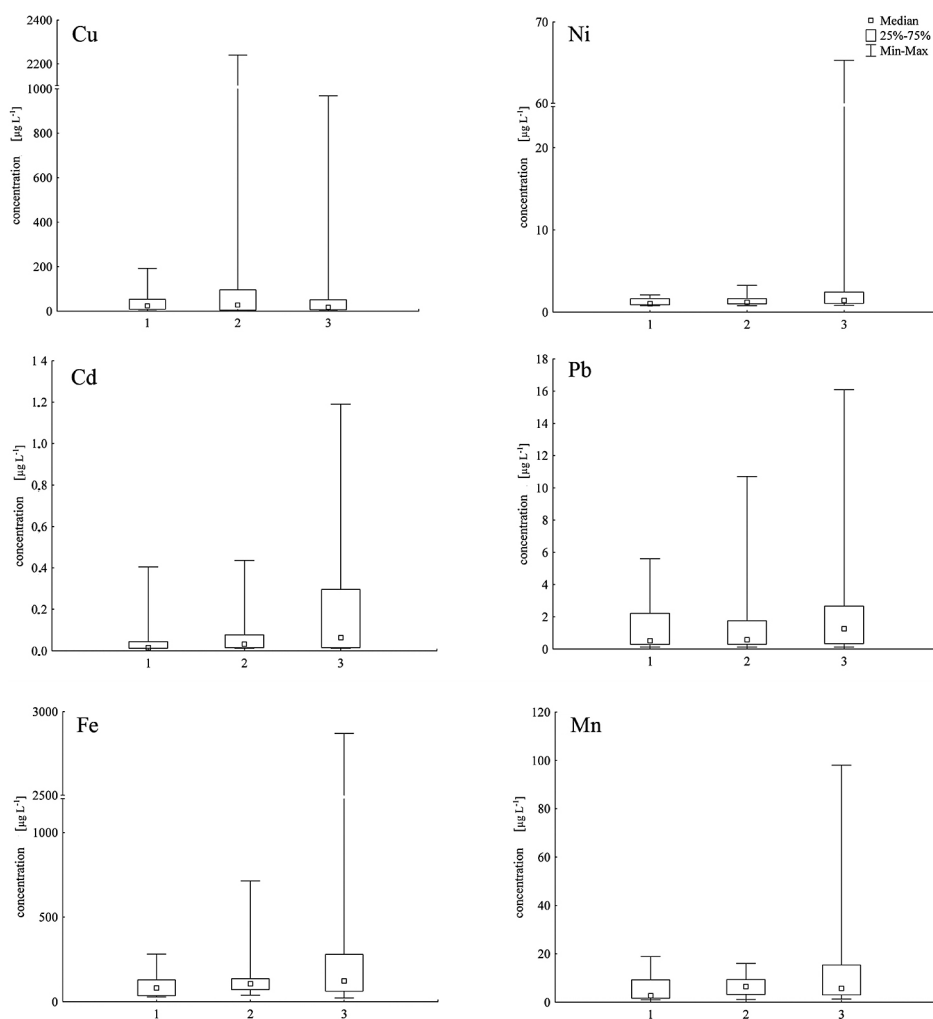 Cu
2400
2200
1000
800
600
400
200
0
concentration [µg L-1]
1 2 3
Ni
70
60
20
10
0
concentration [µg L-1]
1 2 3
Median
25%-75%
Min-Max
Cd
1 4
1.2
1.0
0.8
0.6
0.4
0.2
0.0
concentration [µg L-1]
1 2 3
Pb
18
16
14
12
10
8
6
4
2
0
concentration [µg L-1]
1 2 3
Fe
3000
2500
1000
500
0
concentration [µg L-1]
1 2 3
Mn
120
100
80
60
40
20
0
concentration [µg L-1]
1 2 3